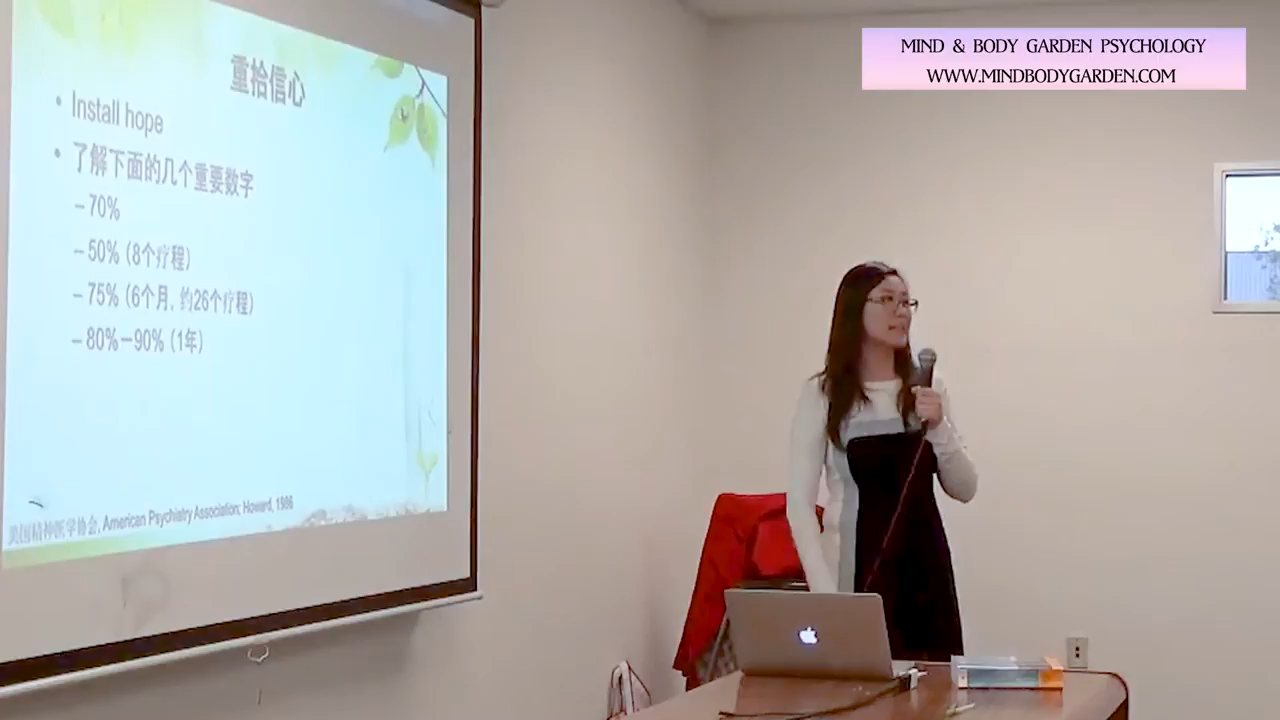 重拾信心
• Install hope
• 了解下面的几个重要数字
– 70%
– 50% (8个疗程)
– 75% (6个月, 约26个疗程)
– 80%－90% (1年)
美国精神医学协会, American Psychiatry Association; Howard, 1986
MIND & BODY GARDEN PSYCHOLOGY
WWW.MINDBODYGARDEN.COM